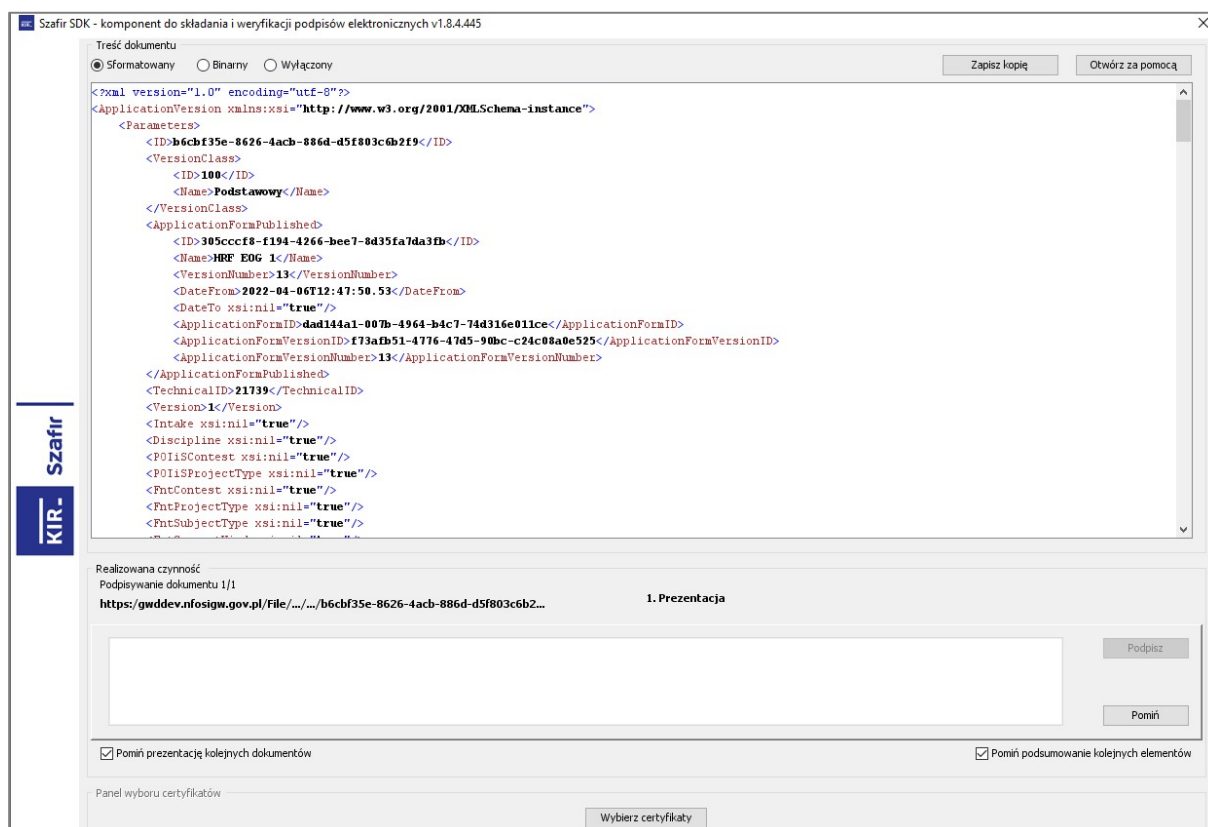 Szafir SDK - komponent do składania i weryfikacji podpisów elektronicznych v1.8.4.445
Treść dokumentu
Sformatowany Binarny Wyłączony Zapisz kopię Otwórz za pomocą
<?xml version="1.0" encoding="utf-8"?>
<ApplicationVersion xmlns:xsi="http://www.w3.org/2001/XMLSchema-instance">
<Parameters>
<ID>b6cbf35e-8626-4acb-886d-d5f803c6b2f9</ID>
<VersionClass>
<ID>100</ID>
<Name>Podstawowy</Name>
</VersionClass>
<ApplicationFormPublished>
<ID>305cccf8-f194-4266-bee7-8d35fa7da3fb</ID>
<Name>HRF EOG 1</Name>
<VersionNumber>13</VersionNumber>
<DateFrom>2022-04-06T12:47:50.53</DateFrom>
<DateTo xsi:nil="true"/>
<ApplicationFormID>dad144a1-007b-4964-b4c7-74d316e011ce</ApplicationFormID>
<ApplicationFormVersionID>f73afb51-4776-47d5-90bc-c24c08a0e525</ApplicationFormVersionID>
<ApplicationFormVersionNumber>13</ApplicationFormVersionNumber>
</ApplicationFormPublished>
<TechnicalID>21739</TechnicalID>
<Version>1</Version>
<Intake xsi:nil="true"/>
<Discipline xsi:nil="true"/>
<POIiSContest xsi:nil="true"/>
<POIiSProjectType xsi:nil="true"/>
<FntContest xsi:nil="true"/>
<FntProjectType xsi:nil="true"/>
<FntSubjectType xsi:nil="true"/>
KIR. Szafir
Realizowana czynność
Podpisywanie dokumentu 1/1
https:/gwddev.nfosigw.gov.pl/File/.../.../b6cbf35e-8626-4acb-886d-d5f803c6b2... 1. Prezentacja
Podpisz
Pomiń
Pomiń prezentację kolejnych dokumentów Pomiń podsumowanie kolejnych elementów
Panel wyboru certyfikatów
Wybierz certyfikaty